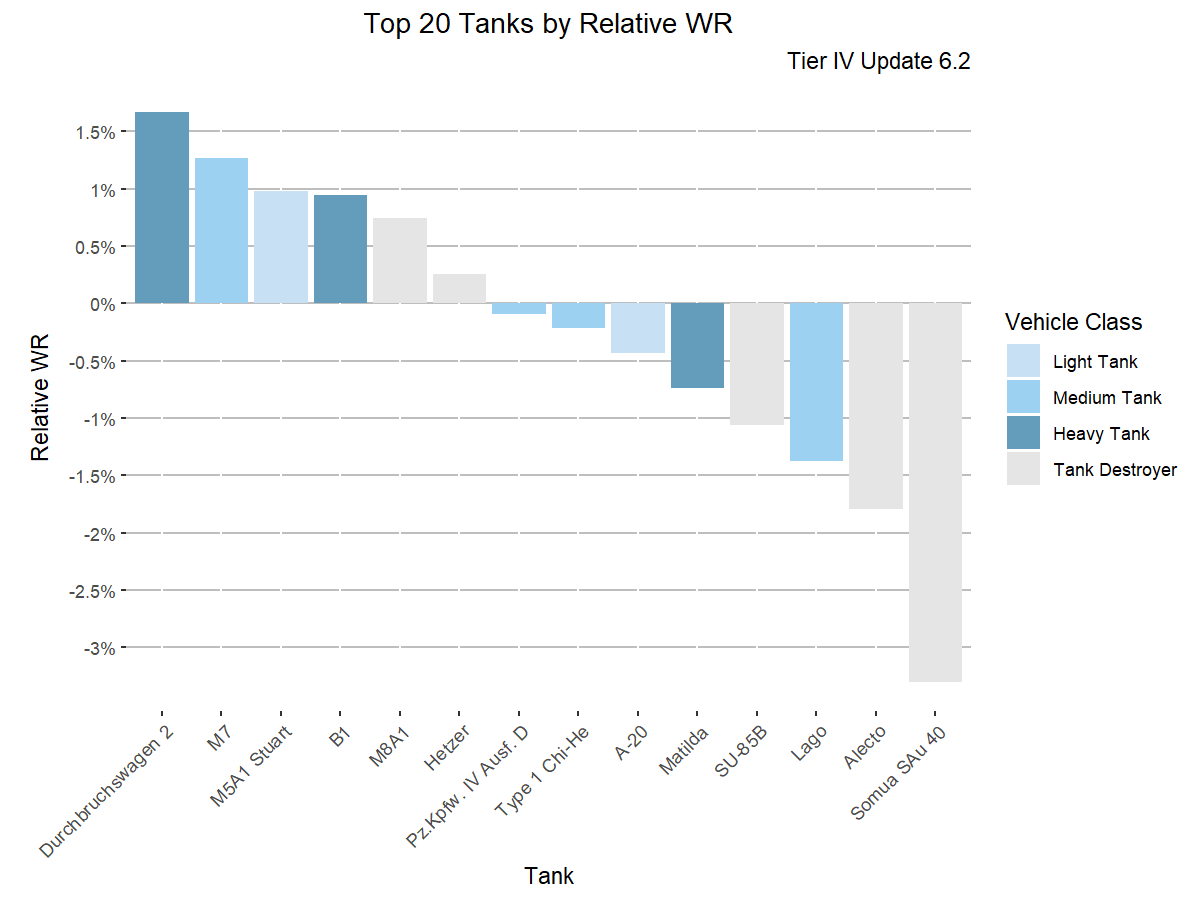 Top 20 Tanks by Relative WR
Tier IV Update 6.2
1.5%
1%
0.5%
0%
-0.5%
-1%
-1.5%
-2%
-2.5%
-3%
Relative WR
Durchbruchswagen 2
M7
M5A1 Stuart
B1
M8A1
Hetzer
Pz.Kpfw. IV Ausf. D
Type 1 Chi-He
A-20
Matilda
SU-85B
Lago
Alecto
Somua SAu 40
Tank
Vehicle Class
Light Tank
Medium Tank
Heavy Tank
Tank Destroyer